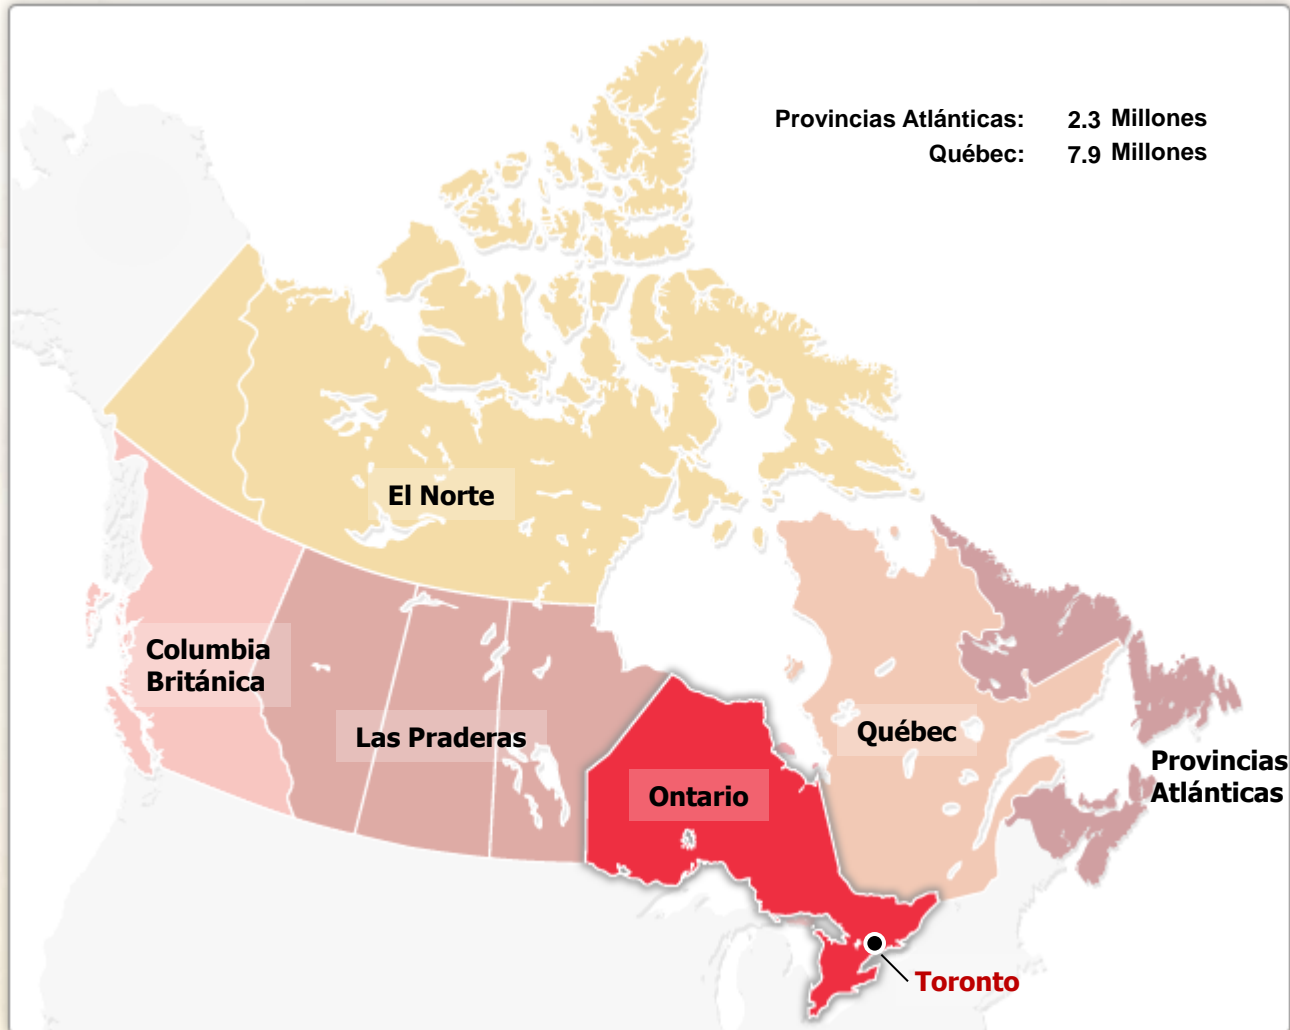 Provincias Atlánticas: 2.3 Millones
Québec: 7.9 Millones
El Norte
Columbia
Británica
Las Praderas
Québec
Provincias
Atlánticas
Ontario
Toronto